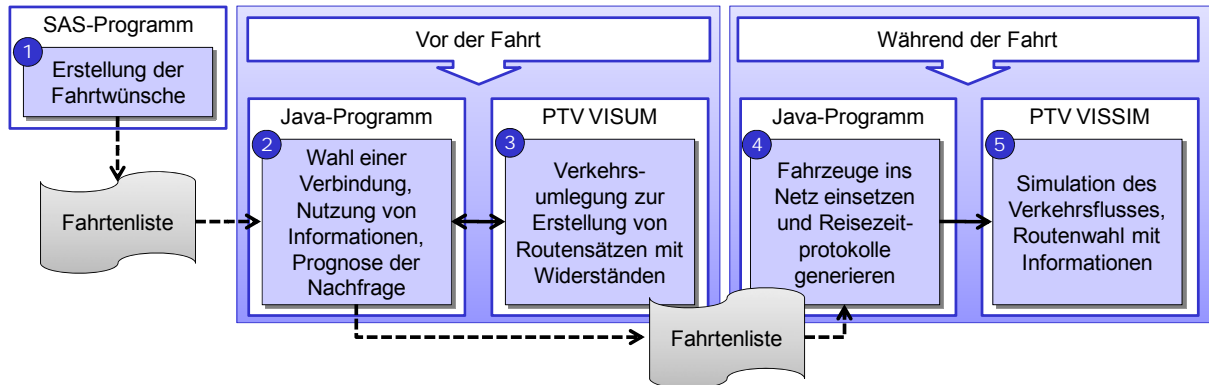 SAS-Programm
1
Erstellung der
Fahrtwünsche
Fahrtenliste
Vor der Fahrt
Java-Programm
2
Wahl einer
Verbindung,
Nutzung von
Informationen,
Prognose der
Nachfrage
PTV VISUM
3
Verkehrs-
umlegung zur
Erstellung von
Routensätzen mit
Widerständen
Fahrtenliste
Während der Fahrt
Java-Programm
4
Fahrzeuge ins
Netz einsetzen
und Reisezeit-
protokolle
generieren
PTV VISSIM
5
Simulation des
Verkehrsflusses,
Routenwahl mit
Informationen